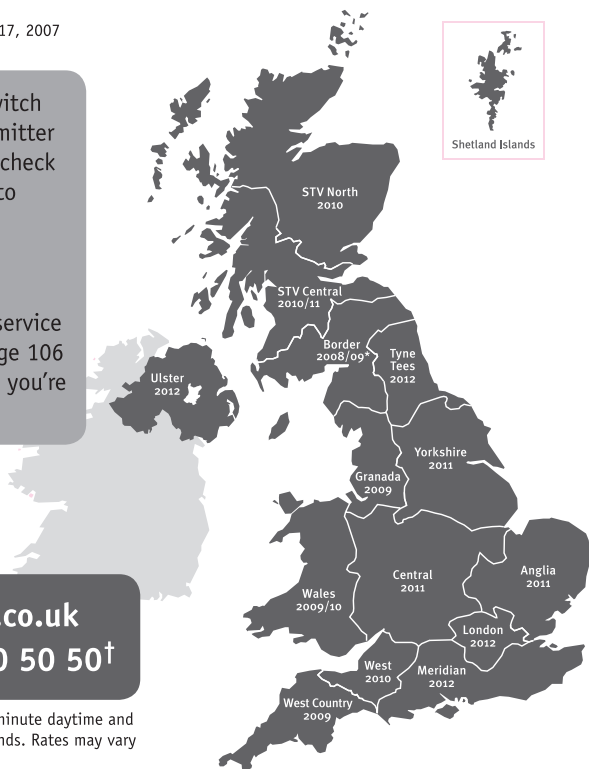 17, 2007
witch
mitter
check
to
service
ge 106
you're
.co.uk
0 50 50†
minute daytime and
nds. Rates may vary
Shetland Islands
STV North
2010
STV Central
2010/11
Border
2008/09*
Tyne
Tees
2012
Ulster
2012
Yorkshire
2011
Granada
2009
Anglia
2011
Central
2011
Wales
2009/10
London
2012
West
2010
Meridian
2012
West Country
2009